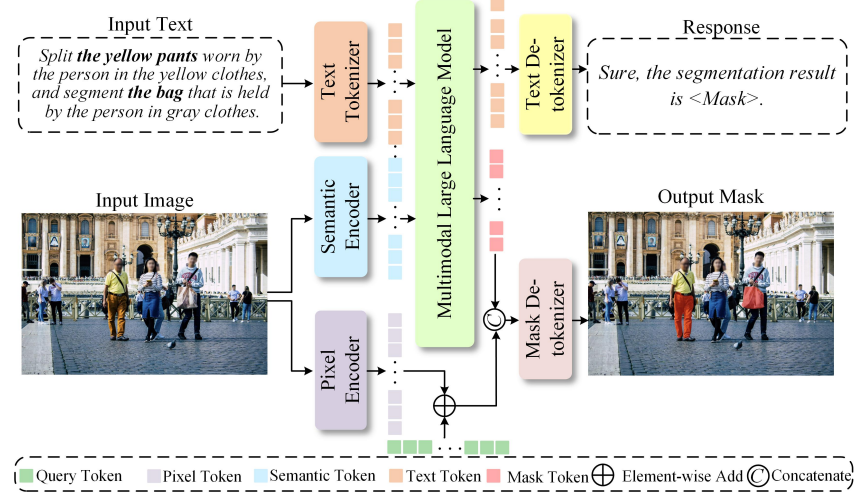 Input Text
Split the yellow pants worn by
the person in the yellow clothes,
and segment the bag that is held
by the person in gray clothes.
Text
Tokenizer
Multimodal Large Language Model
Text De-
tokenizer
Response
Sure, the segmentation result
is <Mask>.
Input Image
Semantic
Encoder
Pixel
Encoder
C
Mask De-
tokenizer
Output Mask
Query Token
Pixel Token
Semantic Token
Text Token
Mask Token
Element-wise Add
C
Concatenate